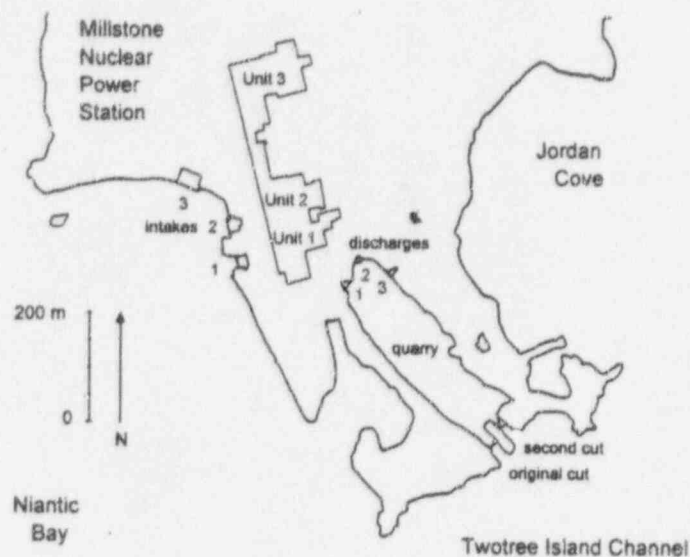 Millstone
Nuclear
Power
Station
Unit 3
Jordan
Cove
3
intakes
2
Unit 2
Unit 1
discharges
1
2
3
1
200 m
quarry
0
N
second cut
original cut
Niantic
Bay
Twotree Island Channel